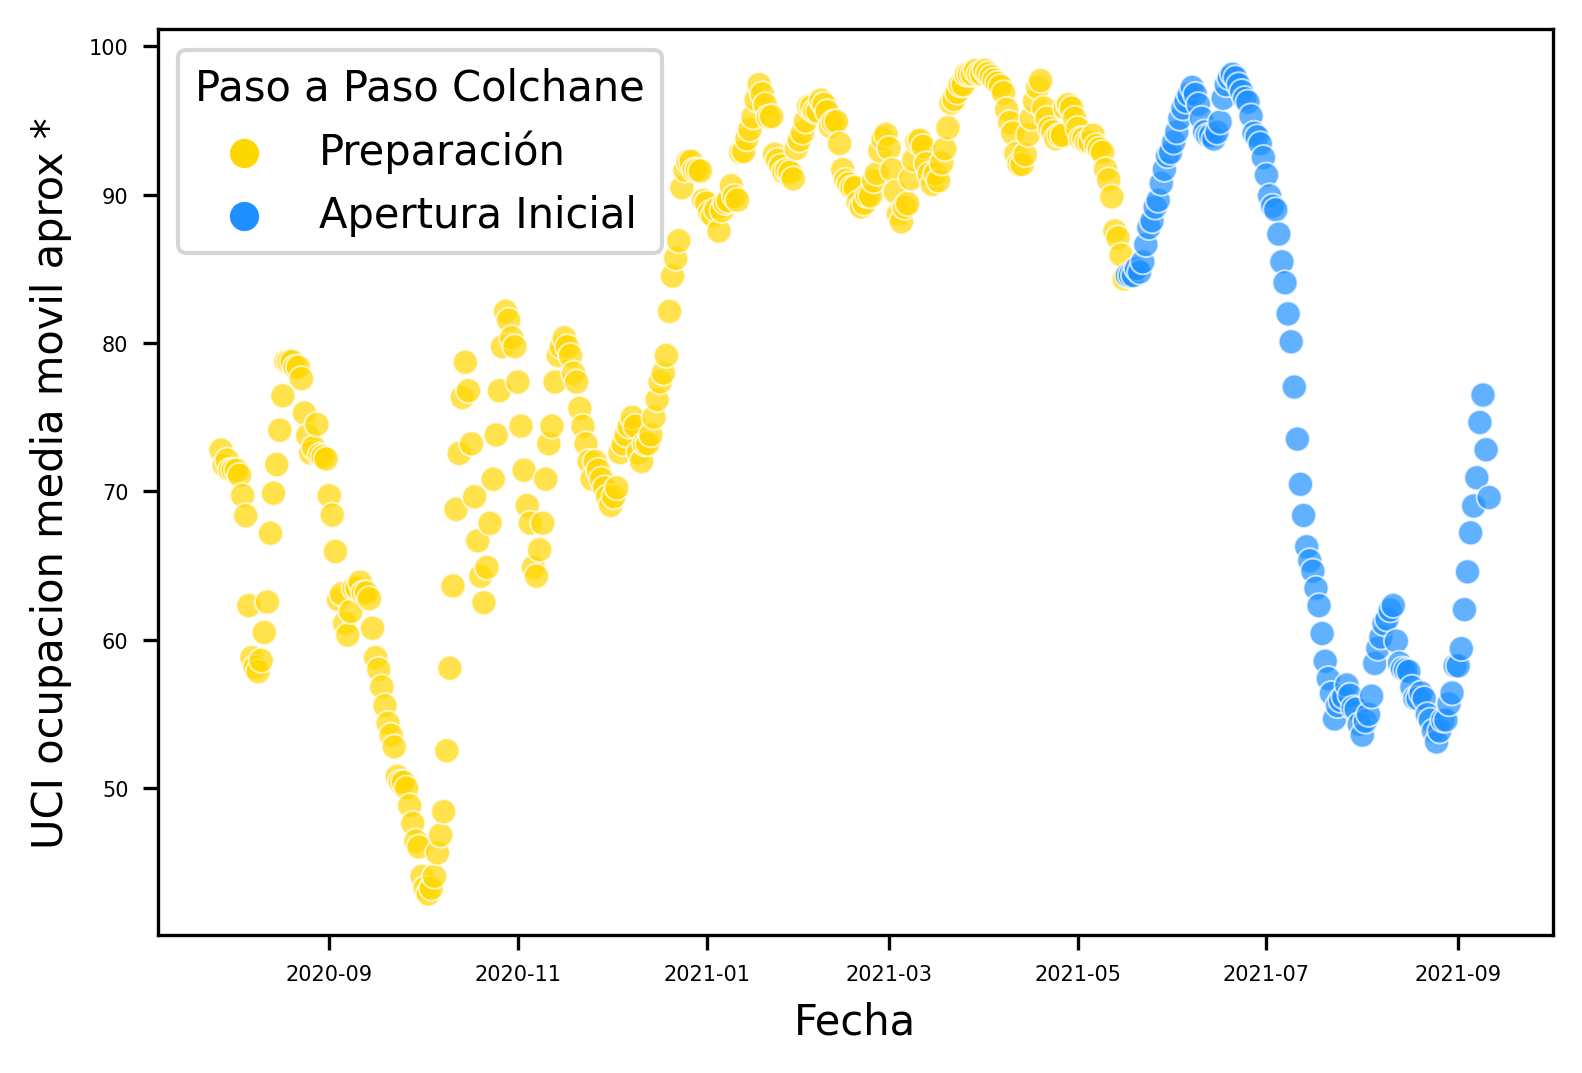 Paso a Paso Colchane
Preparación
Apertura Inicial
UCI ocupacion media movil aprox *
100
90
80
70
60
50
2020-09
2020-11
2021-01
2021-03
2021-05
2021-07
2021-09
Fecha